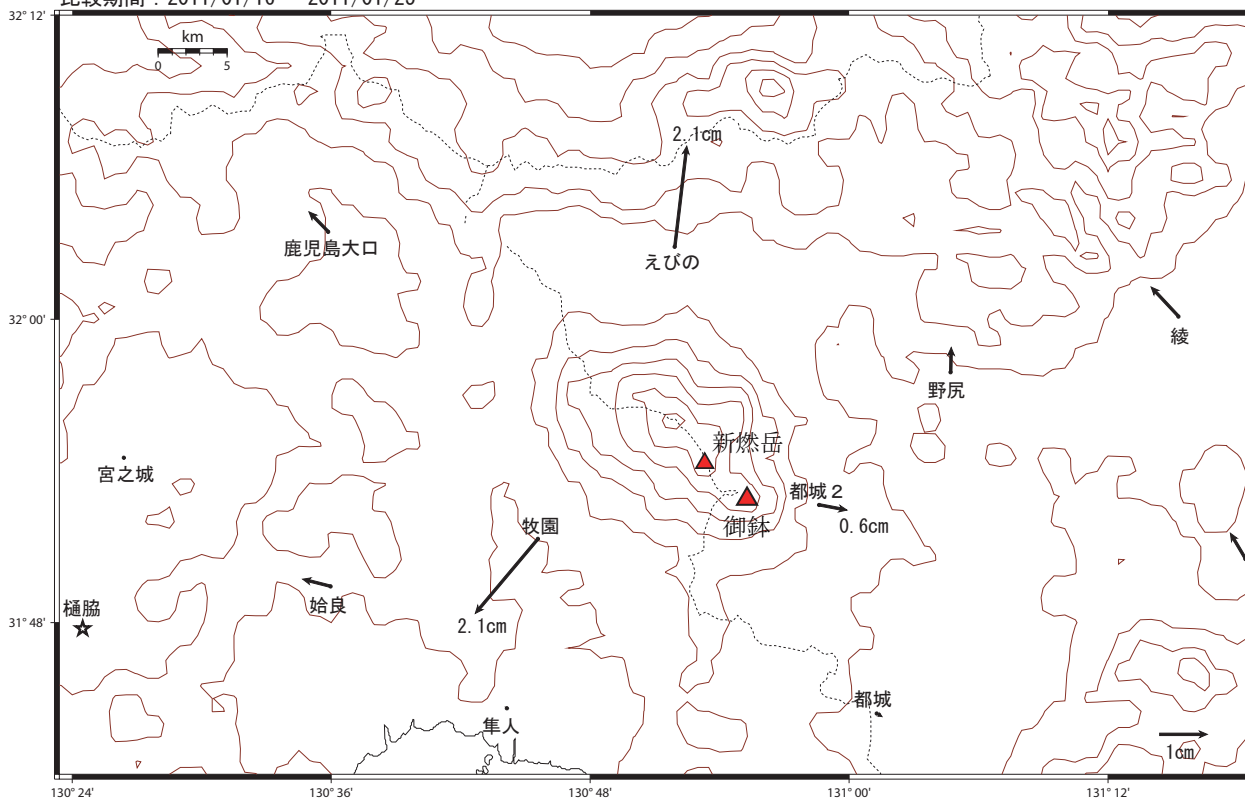 32°12'
km
0 5
2.1cm
鹿児島大口
えびの
32°00'
綾
野尻
新燃岳
宮之城
都城２
御鉢
0.6cm
牧園
姶良
樋脇
2.1cm
31°48'
都城
隼人
1cm
130°24' 130°36' 130°48' 131°00' 131°12'